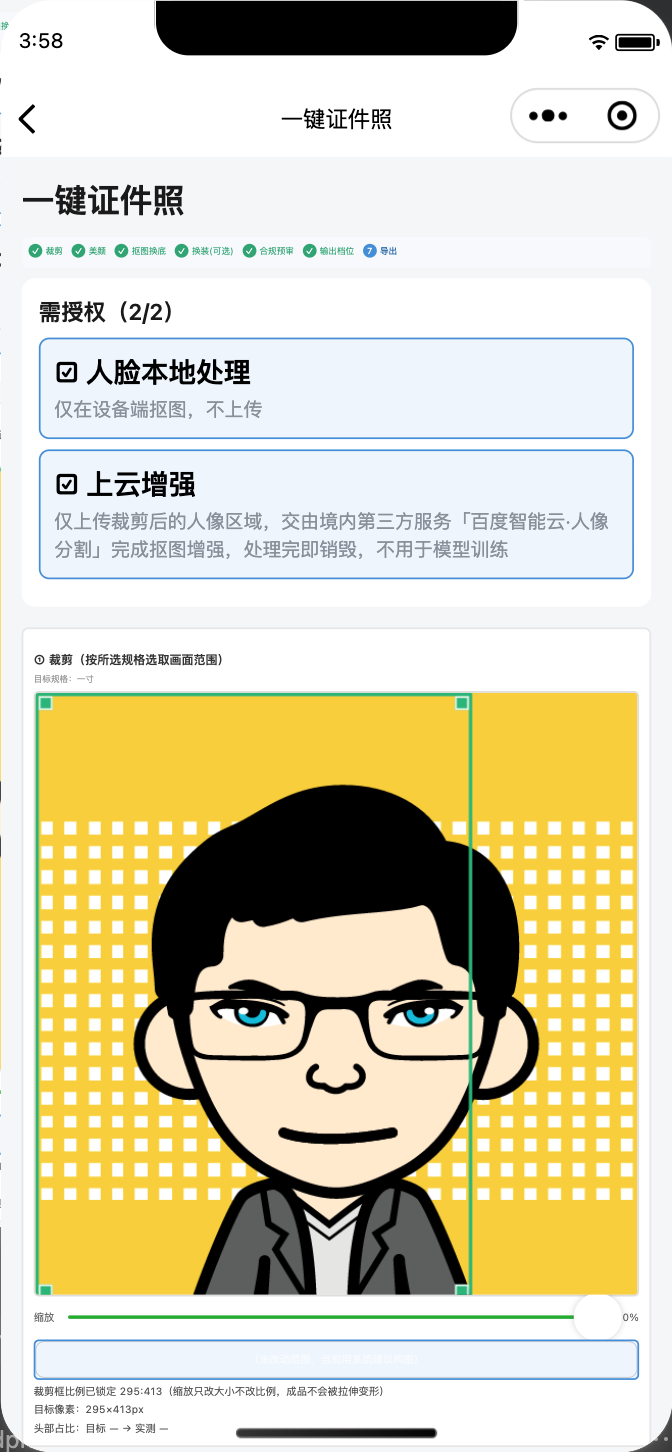 3:58
一键证件照
一键证件照
裁剪 美颜 抠图换底 换装(可选) 合规预审 输出档位 7 导出
需授权（2/2）
人脸本地处理
仅在设备端抠图，不上传
上云增强
仅上传裁剪后的人像区域，交由境内第三方服务「百度智能云·人像
分割」完成抠图增强，处理完即销毁，不用于模型训练
① 裁剪（按所选规格选取画面范围）
目标规格：一寸
缩放
0%
裁剪框比例已锁定 295:413（缩放只改大小不改比例，成品不会被拉伸变形）
目标像素：295×413px
头部占比：目标 — → 实测 —